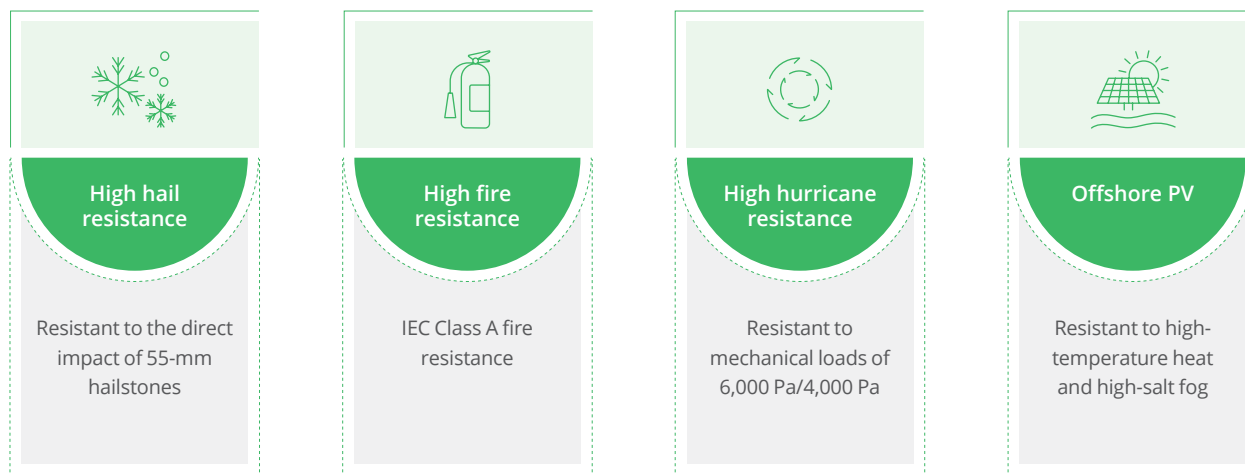 High hail
resistance
Resistant to the direct
impact of 55-mm
hailstones
High fire
resistance
IEC Class A fire
resistance
High hurricane
resistance
Resistant to
mechanical loads of
6,000 Pa/4,000 Pa
Offshore PV
Resistant to high-
temperature heat
and high-salt fog